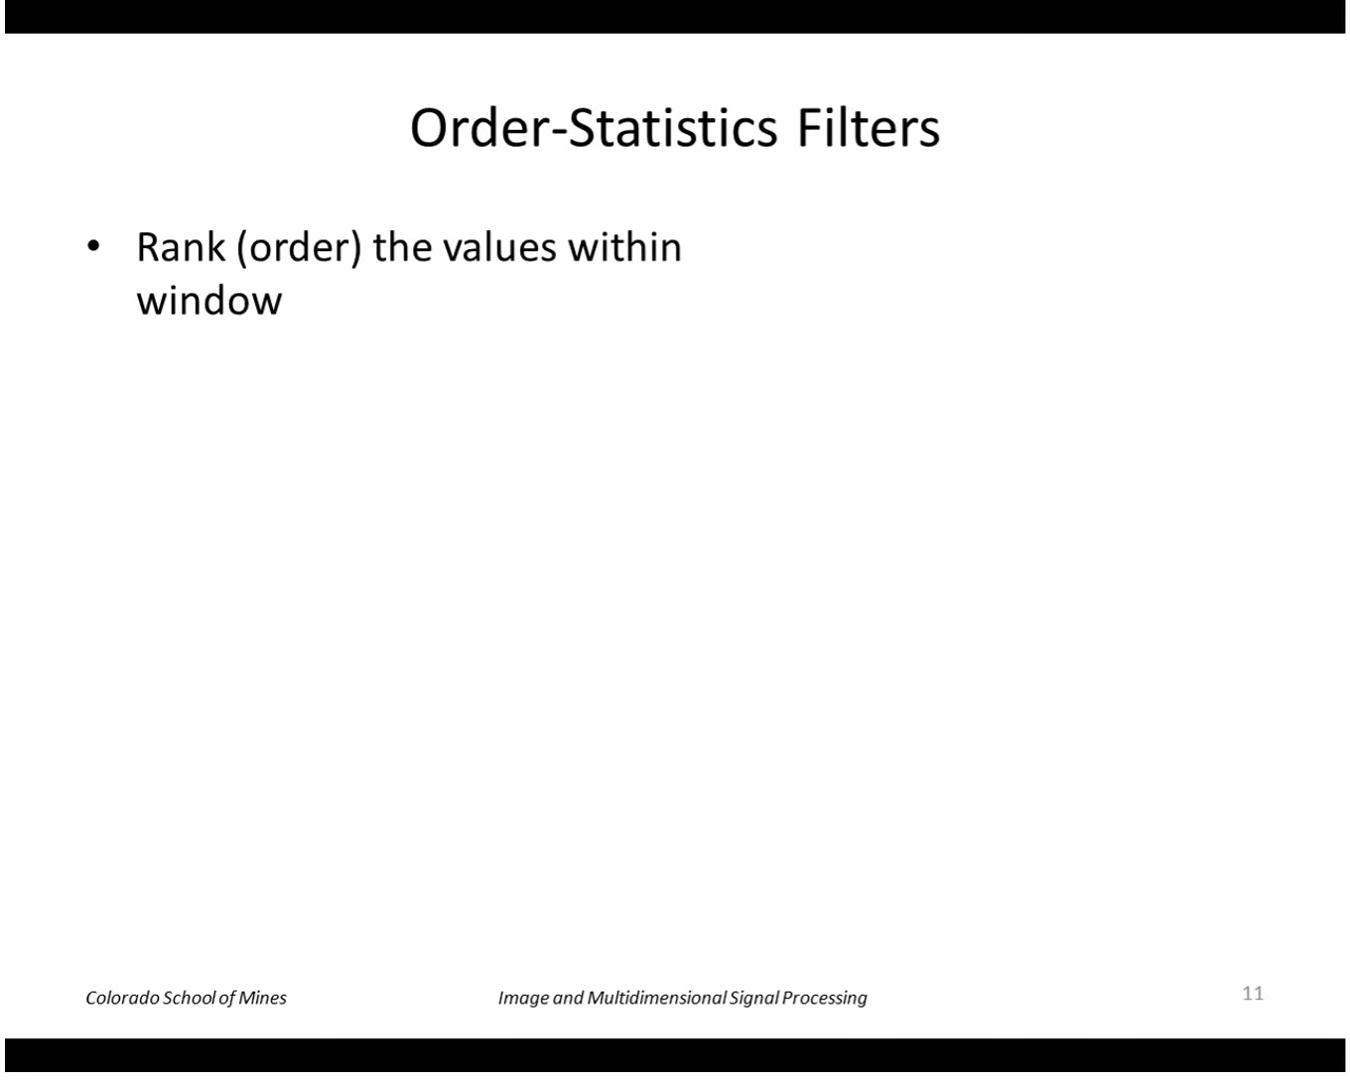 Order-Statistics Filters
• Rank (order) the values within
window
Colorado School of Mines
Image and Multidimensional Signal Processing
11